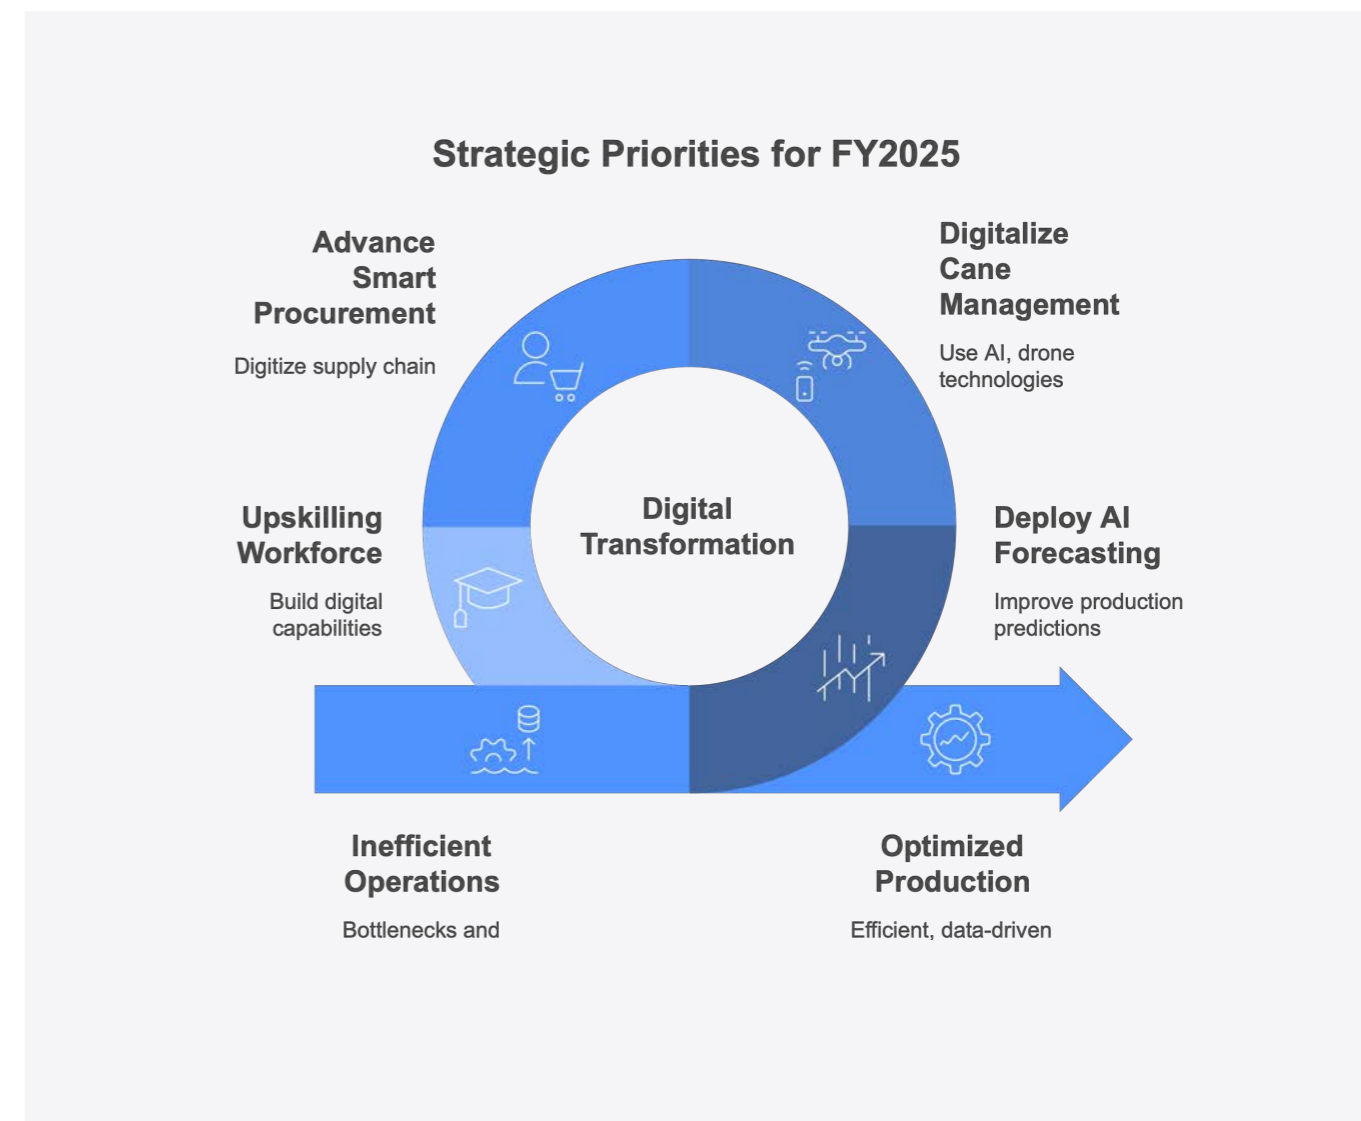 Strategic Priorities for FY2025
Advance
Smart
Procurement
Digitize supply chain
Digitalize
Cane
Management
Use AI, drone
technologies
Upskilling
Workforce
Build digital
capabilities
Digital
Transformation
Deploy AI
Forecasting
Improve production
predictions
Inefficient
Operations
Bottlenecks and
Optimized
Production
Efficient, data-driven